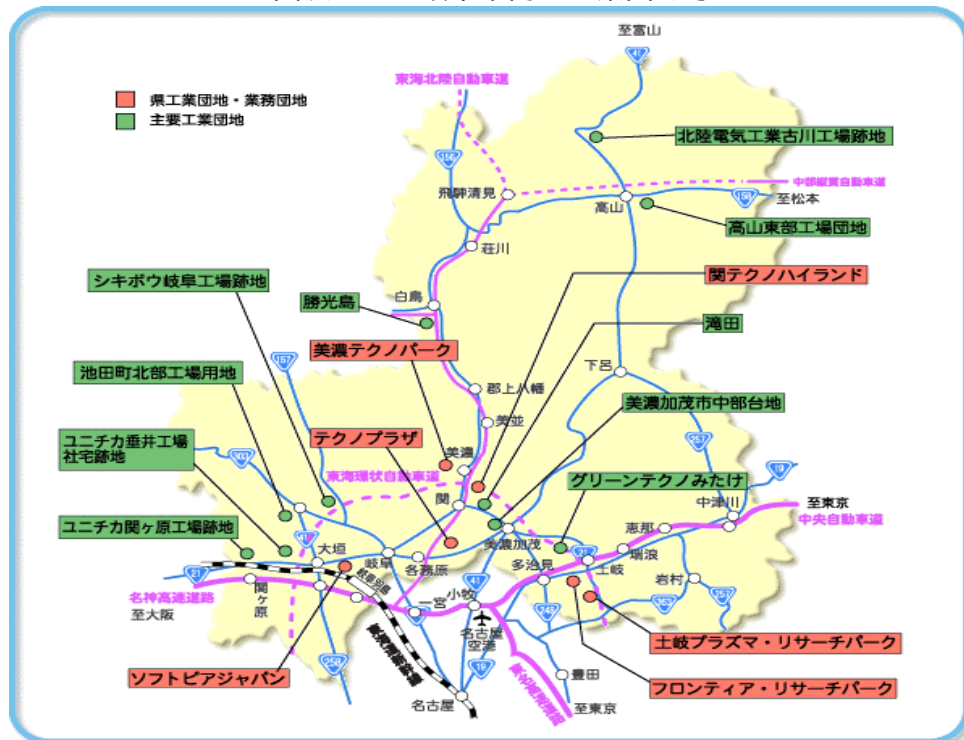 至富山
41
東海北陸自動車道
県工業団地・業務団地
主要工業団地
北陸電気工業古川工場跡地
156
中部縦貫自動車道
飛騨清見
158
至松本
高山
高山東部工場団地
荘川
シキボウ岐阜工場跡地
関テクノハイランド
勝光島
白鳥
滝田
美濃テクノパーク
157
池田町北部工場用地
下呂
郡上八幡
美濃加茂市中部台地
美並
テクノプラザ
ユニチカ垂井工場
社宅跡地
257
303
美濃
東海環状自動車道
19
グリーンテクノみたけ
関
中津川
至東京
中央自動車道
ユニチカ関ヶ原工場跡地
恵那
美濃加茂
21
大垣
岐阜
各務原
瑞浪
多治見
土岐
21
関ヶ原
岐阜羽島
41
岩村
名神高速道路
一宮
小牧
248
363
257
至大阪
名古屋
空港
土岐プラズマ・リサーチパーク
258
19
ソフトピアジャパン
豊田
フロンティア・リサーチパーク
名古屋
至東京